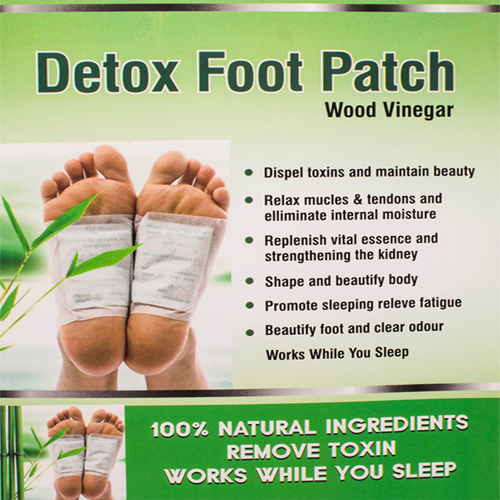 Detox Foot Patch
Wood Vinegar
• Dispel toxins and maintain beauty
• Relax mucles & tendons and
elliminate internal moisture
• Replenish vital essence and
strengthening the kidney
• Shape and beautify body
• Promote sleeping releve fatigue
• Beautify foot and clear odour
Works While You Sleep
100% NATURAL INGREDIENTS
REMOVE TOXIN
WORKS WHILE YOU SLEEP